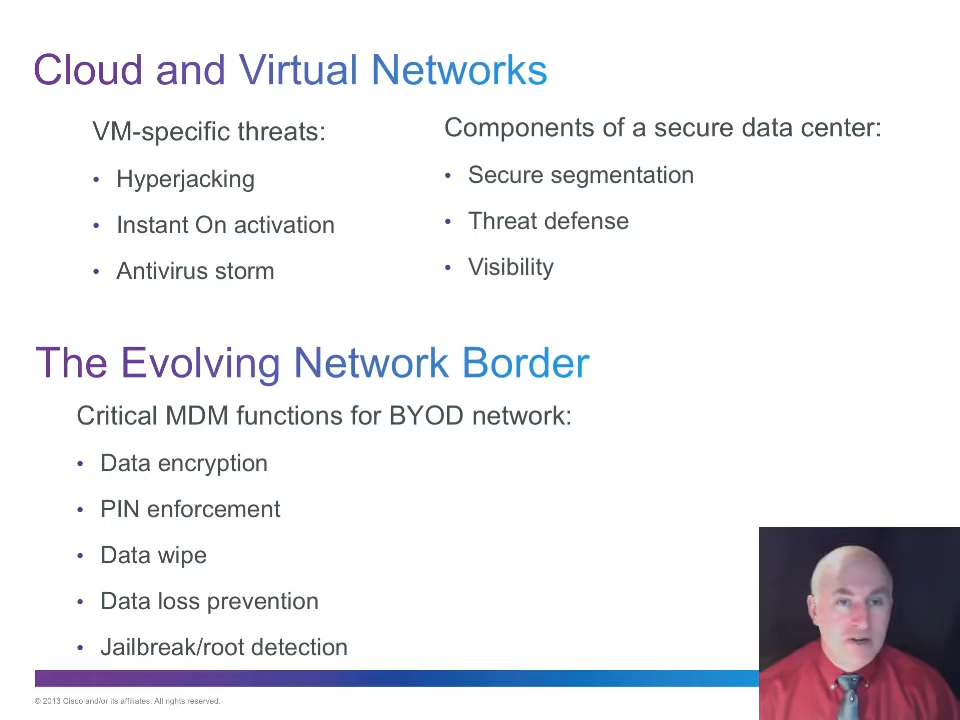 Cloud and Virtual Networks
VM-specific threats:
• Hyperjacking
• Instant On activation
• Antivirus storm
Components of a secure data center:
• Secure segmentation
• Threat defense
• Visibility
The Evolving Network Border
Critical MDM functions for BYOD network:
• Data encryption
• PIN enforcement
• Data wipe
• Data loss prevention
• Jailbreak/root detection
© 2013 Cisco and/or its affiliates. All rights reserved.